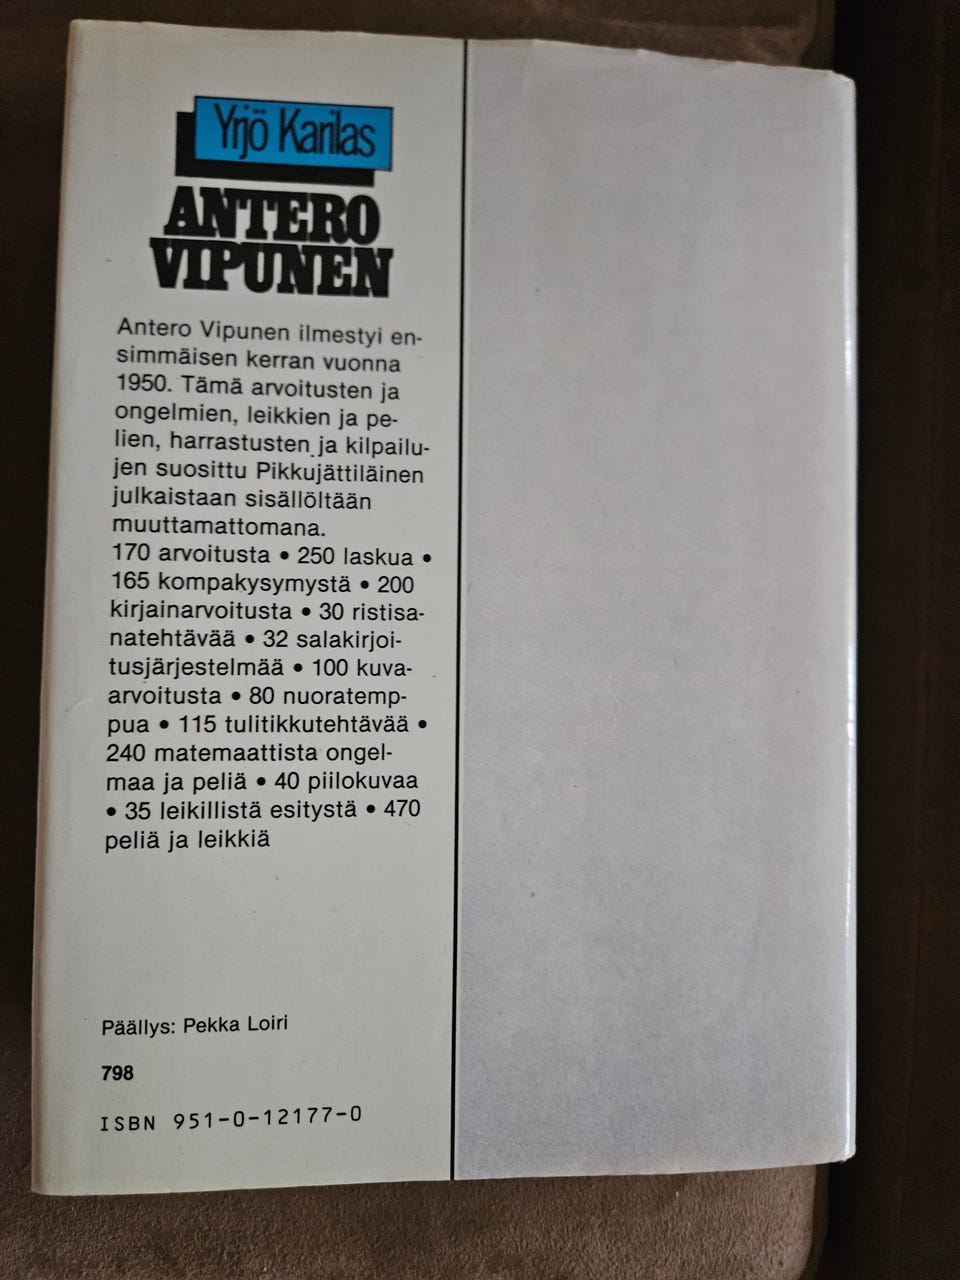 Yrjö Karilas
ANTERO
VIPUNEN
Antero Vipunen ilmestyi en-
simmäisen kerran vuonna
1950. Tämä arvoitusten ja
ongelmien, leikkien ja pe-
lien, harrastusten ja kilpailu-
jen suosittu Pikkujättiläinen
julkaistaan sisällöltään
muuttamattomana.
170 arvoitusta • 250 laskua •
165 kompakysymystä • 200
kirjainarvoitusta • 30 ristisa-
natehtävää • 32 salakirjoi-
tusjärjestelmää • 100 kuva-
arvoitusta • 80 nuoratemp-
pua • 115 tulitikkutehtävää •
240 matemaattista ongel-
maa ja peliä • 40 piilokuvaa
• 35 leikillistä esitystä • 470
peliä ja leikkiä
Päällys: Pekka Loiri
798
ISBN 951-0-12177-0